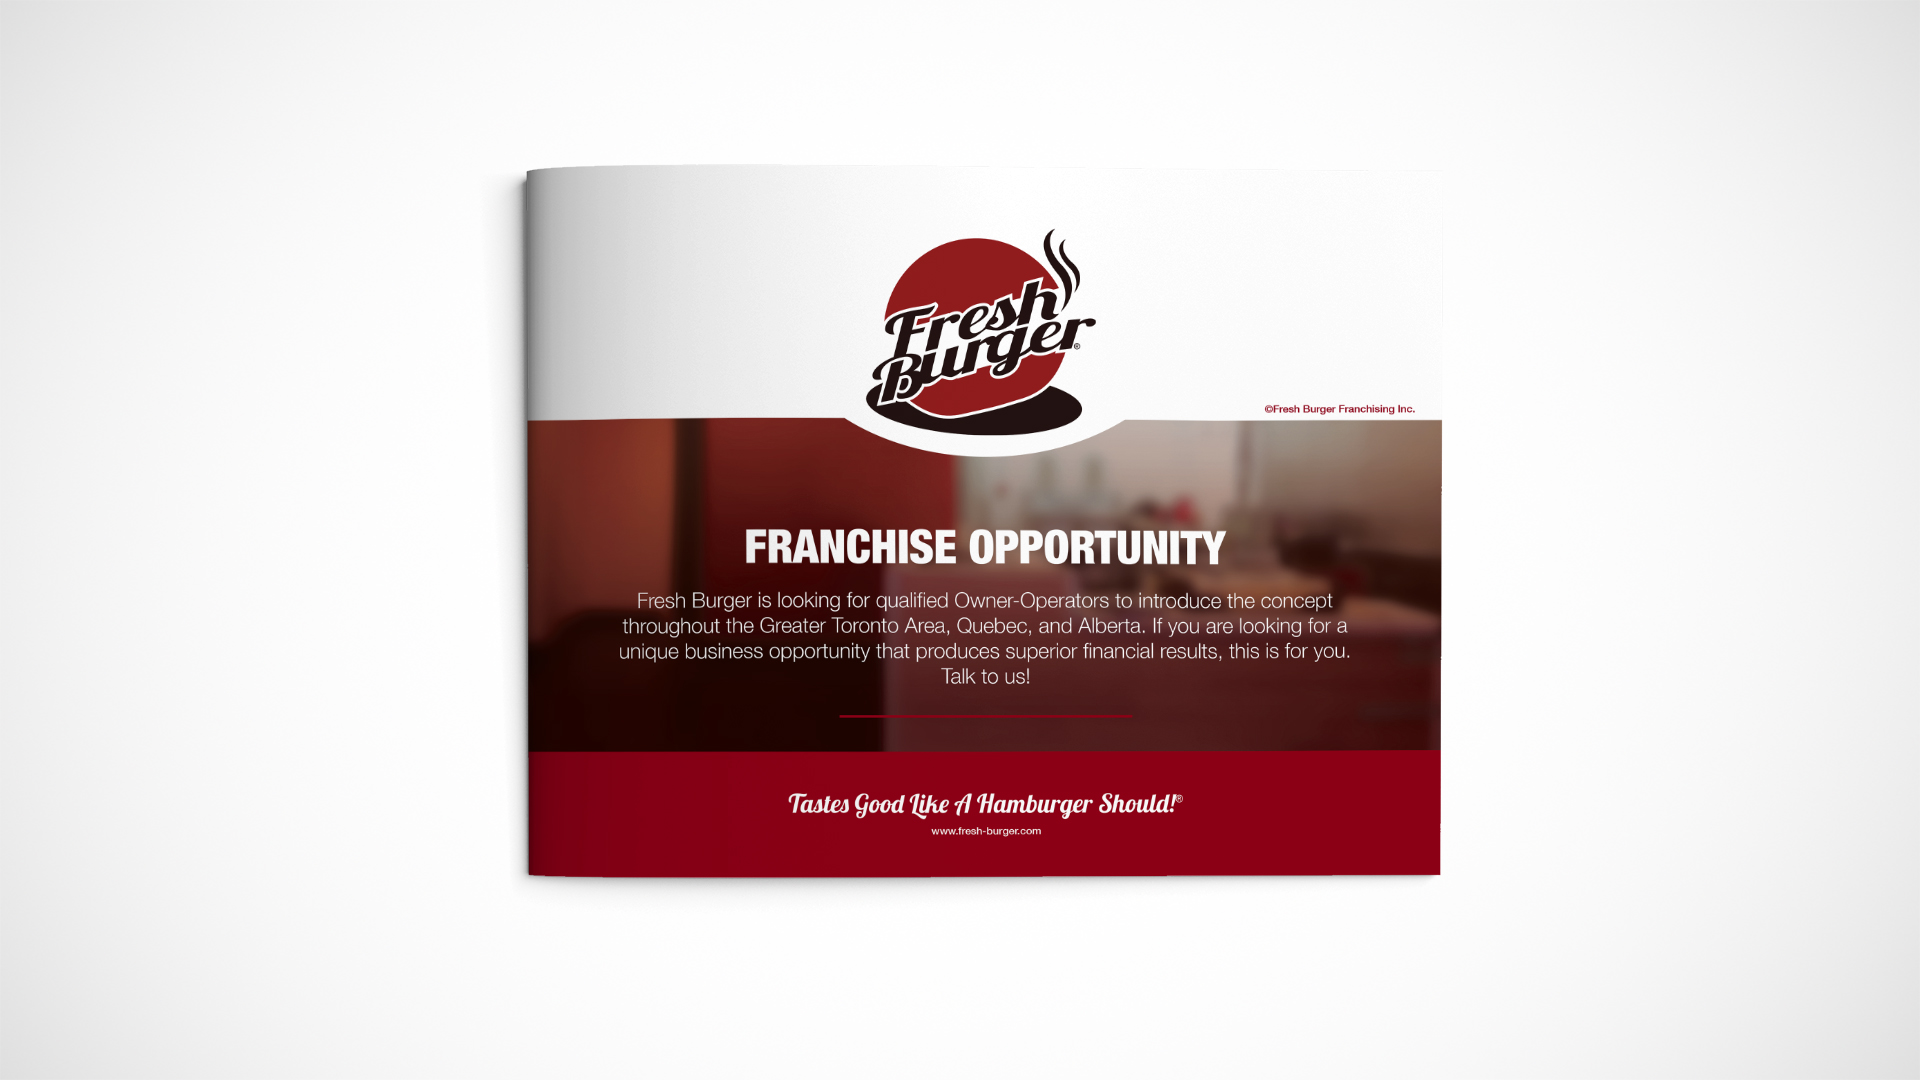 Fresh
Burger®
©Fresh Burger Franchising Inc.
FRANCHISE OPPORTUNITY
Fresh Burger is looking for qualified Owner-Operators to introduce the concept
throughout the Greater Toronto Area, Quebec, and Alberta. If you are looking for a
unique business opportunity that produces superior financial results, this is for you.
Talk to us!
Tastes Good Like A Hamburger Should!®
www.fresh-burger.com